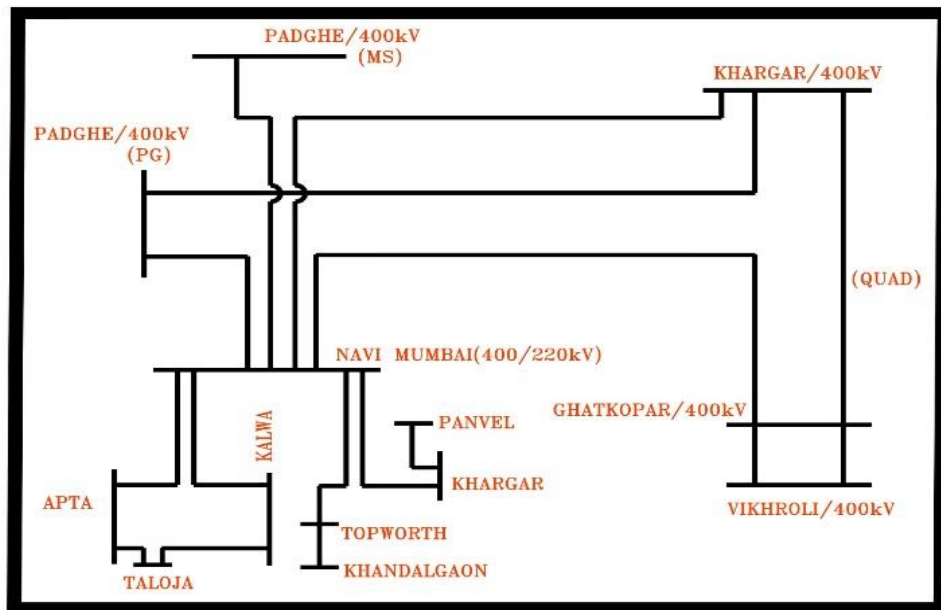 PADGHE/400kV
(MS)
KHARGAR/400kV
PADGHE/400kV
(PG)
(QUAD)
NAVI MUMBAI(400/220kV)
GHATKOPAR/400kV
PANVEL
KALWA
KHARGAR
APTA
VIKHROLI/400kV
TOPWORTH
KHANDALGAON
TALOJA